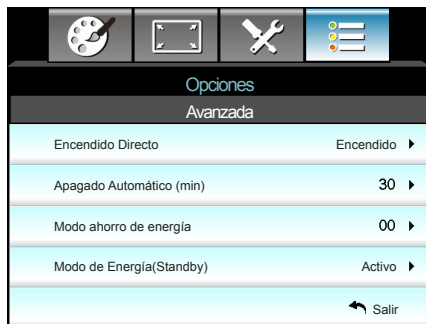 Opciones
Avanzada
Encendido Directo Encendido
Apagado Automático (min) 30
Modo ahorro de energía 00
Modo de Energía(Standby) Activo
Salir